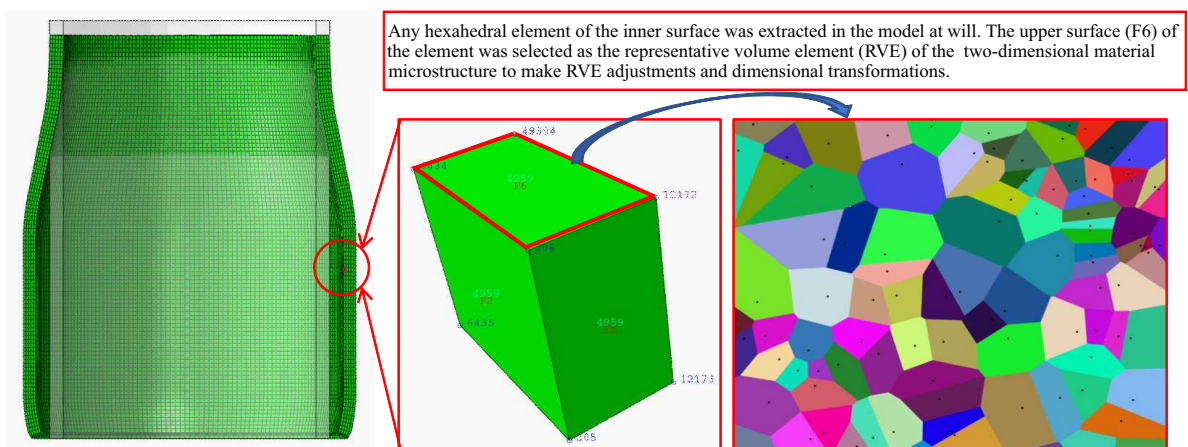 Any hexahedral element of the inner surface was extracted in the model at will. The upper surface (F6) of
the element was selected as the representative volume element (RVE) of the two-dimensional material
microstructure to make RVE adjustments and dimensional transformations.
49394
4959
F6
12172
4959
F2
6435
4959
12173